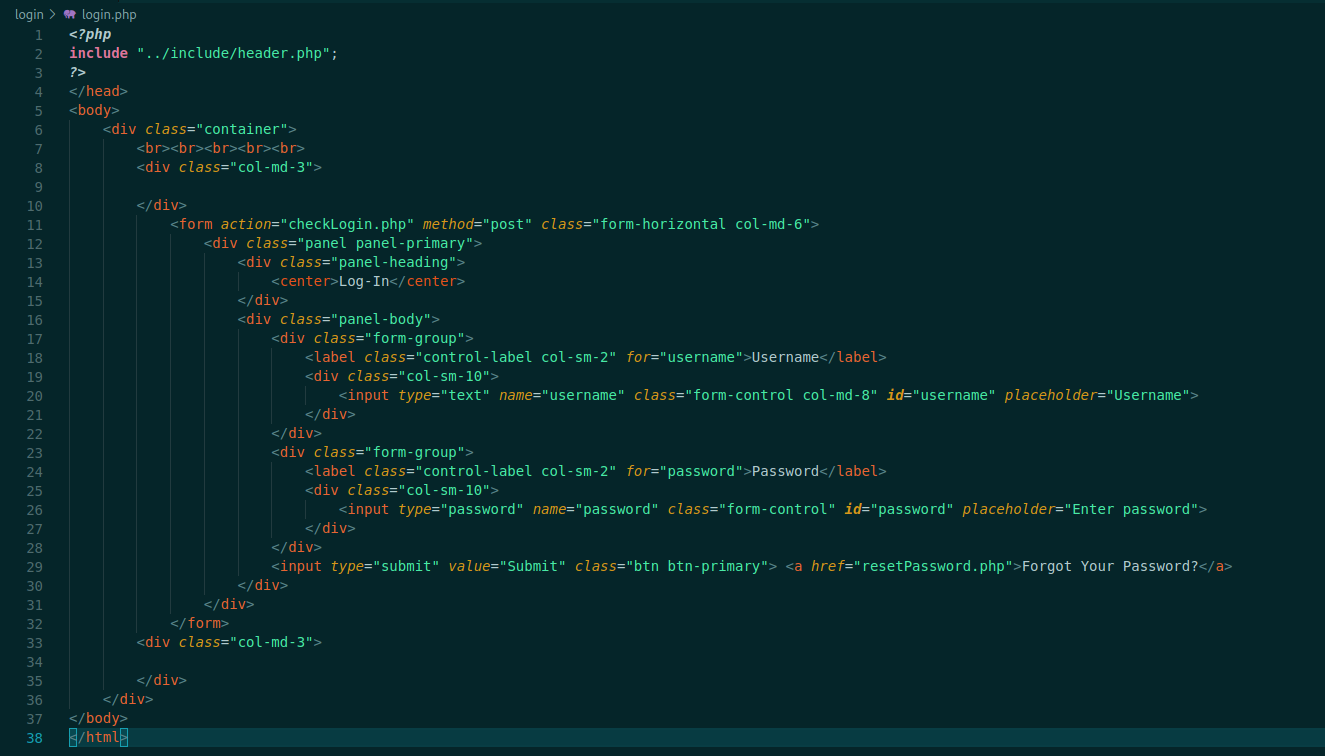 login > login.php
1 <?php
2 include "../include/header.php";
3 ?>
4 </head>
5 <body>
6     <div class="container">
7         <br><br><br><br><br>
8         <div class="col-md-3">
9
10         </div>
11             <form action="checkLogin.php" method="post" class="form-horizontal col-md-6">
12                 <div class="panel panel-primary">
13                     <div class="panel-heading">
14                         <center>Log-In</center>
15                     </div>
16                     <div class="panel-body">
17                         <div class="form-group">
18                             <label class="control-label col-sm-2" for="username">Username</label>
19                             <div class="col-sm-10">
20                                 <input type="text" name="username" class="form-control col-md-8" id="username" placeholder="Username">
21                             </div>
22                         </div>
23                         <div class="form-group">
24                             <label class="control-label col-sm-2" for="password">Password</label>
25                             <div class="col-sm-10">
26                                 <input type="password" name="password" class="form-control" id="password" placeholder="Enter password">
27                             </div>
28                         </div>
29                         <input type="submit" value="Submit" class="btn btn-primary"> <a href="resetPassword.php">Forgot Your Password?</a>
30                     </div>
31                 </div>
32             </form>
33         <div class="col-md-3">
34
35         </div>
36     </div>
37 </body>
38 </html>